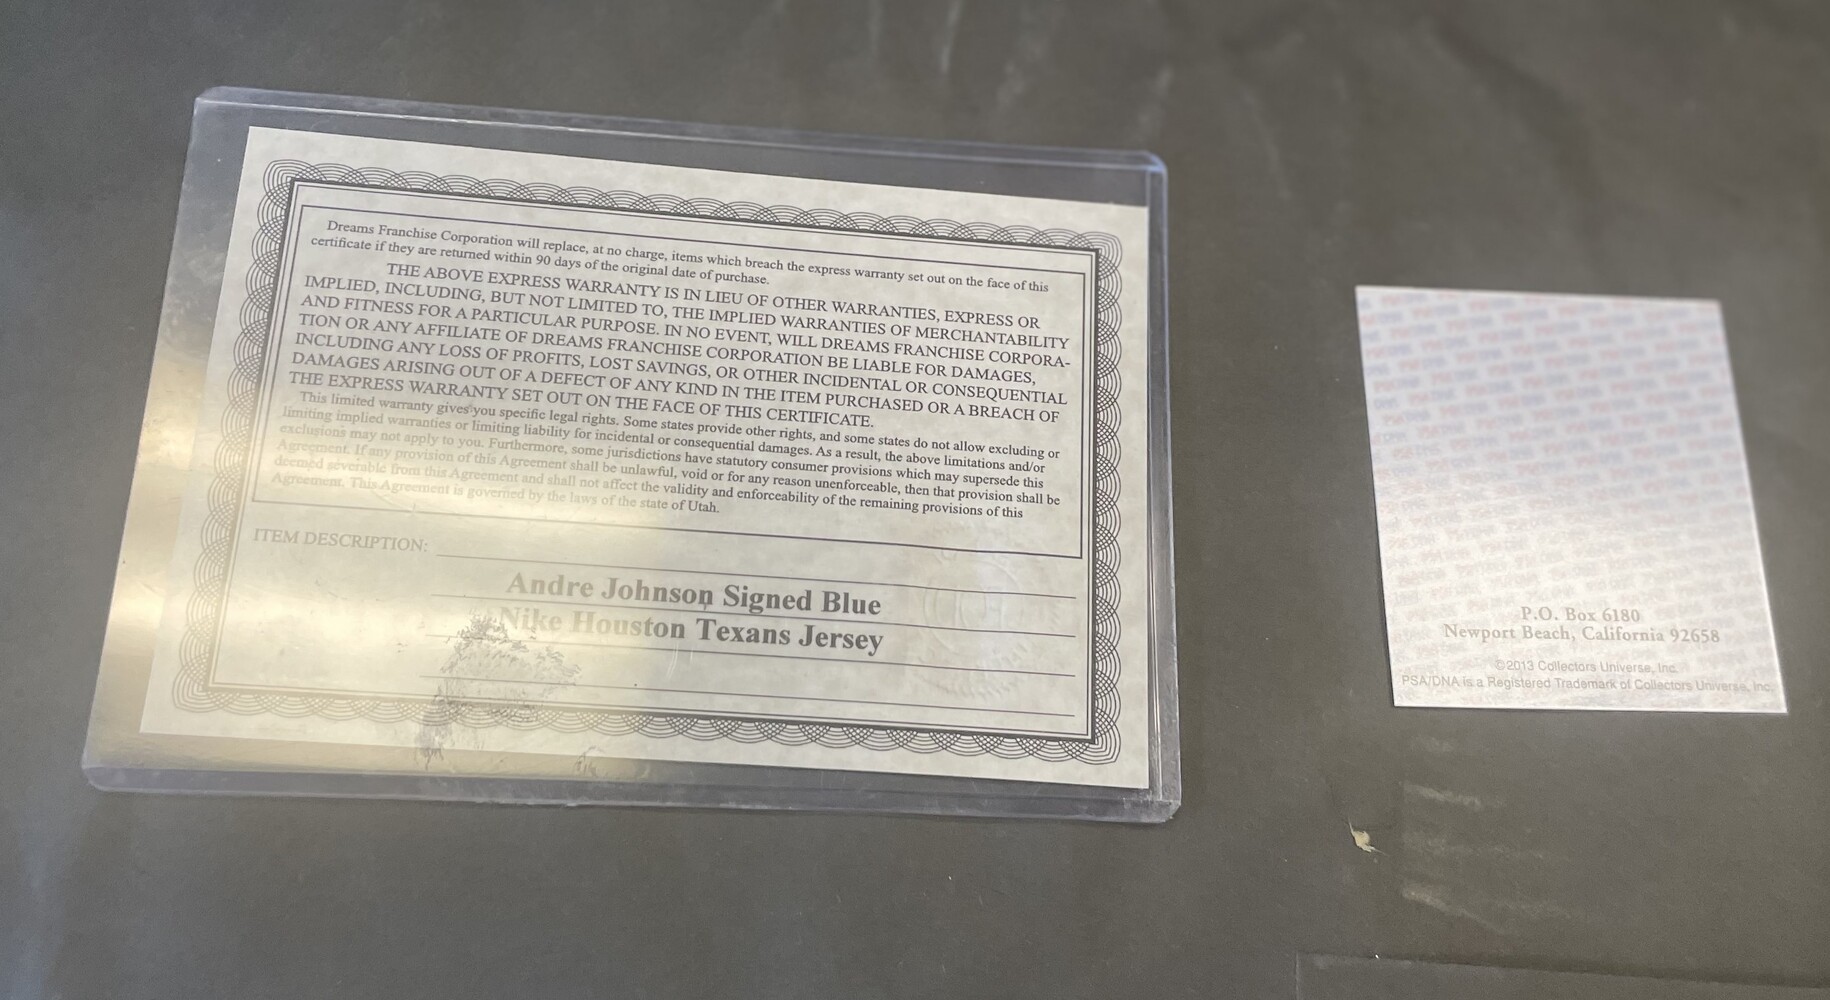 Dreams Franchise Corporation will replace, at no charge, items which breach the express warranty set out on the face of this
certificate if they are returned within 90 days of the original date of purchase.
THE ABOVE EXPRESS WARRANTY IS IN LIEU OF OTHER WARRANTIES, EXPRESS OR
IMPLIED, INCLUDING, BUT NOT LIMITED TO, THE IMPLIED WARRANTIES OF MERCHANTABILITY
AND FITNESS FOR A PARTICULAR PURPOSE. IN NO EVENT, WILL DREAMS FRANCHISE CORPORA-
TION OR ANY AFFILIATE OF DREAMS FRANCHISE CORPORATION BE LIABLE FOR DAMAGES,
INCLUDING ANY LOSS OF PROFITS, LOST SAVINGS, OR OTHER INCIDENTAL OR CONSEQUENTIAL
DAMAGES ARISING OUT OF A DEFECT OF ANY KIND IN THE ITEM PURCHASED OR A BREACH OF
THE EXPRESS WARRANTY SET OUT ON THE FACE OF THIS CERTIFICATE.
This limited warranty gives you specific legal rights. Some states provide other rights, and some states do not allow excluding or
limiting implied warranties or limiting liability for incidental or consequential damages. As a result, the above limitations and/or
exclusions may not apply to you. Furthermore, some jurisdictions have statutory consumer provisions which may supersede this
Agreement. If any provision of this Agreement shall be unlawful, void or for any reason unenforceable, then that provision shall be
deemed severable from this Agreement and shall not affect the validity and enforceability of the remaining provisions of this
Agreement. This Agreement is governed by the laws of the state of Utah.
ITEM DESCRIPTION:
Andre Johnson Signed Blue
Nike Houston Texans Jersey
P.O. Box 6180
Newport Beach, California 92658
©2013 Collectors Universe, Inc.
PSA/DNA is a Registered Trademark of Collectors Universe, Inc.